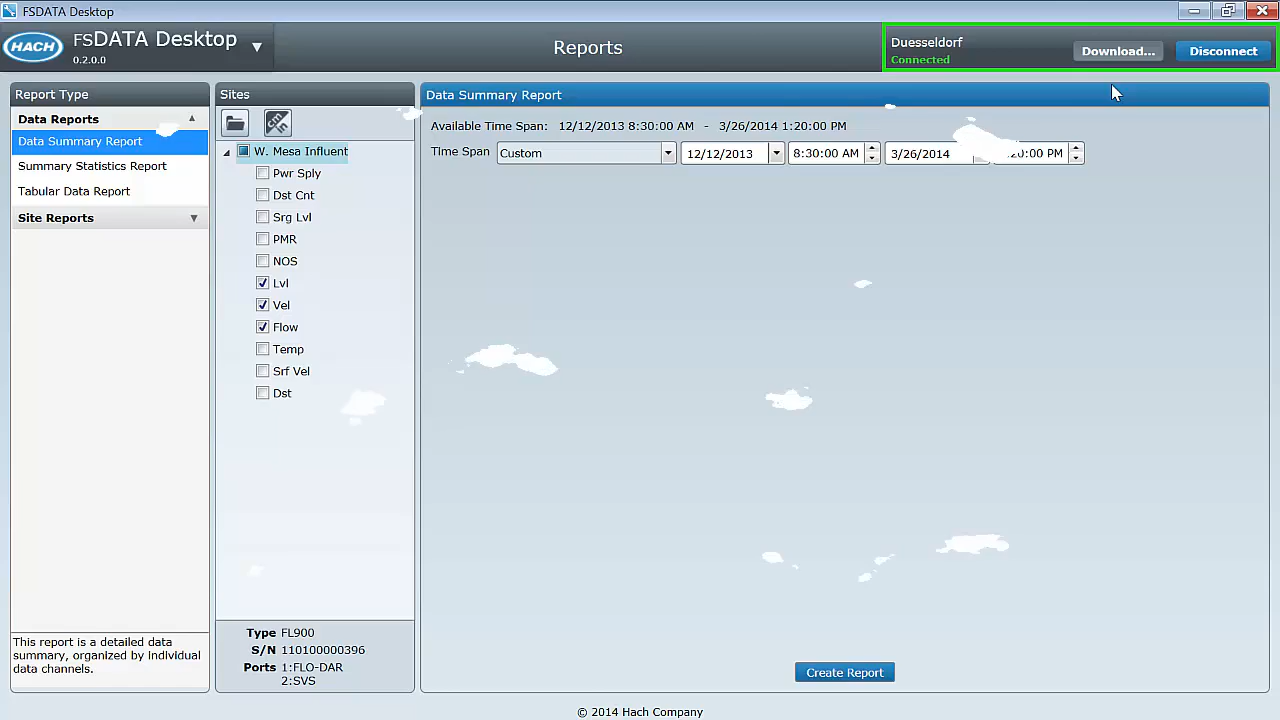 FSDATA Desktop
HACH
FSDATA Desktop
0.2.0.0
Reports
Duesseldorf
Connected
Download...
Disconnect
Report Type
Data Reports
Data Summary Report
Summary Statistics Report
Tabular Data Report
Site Reports
This report is a detailed data
summary, organized by individual
data channels.
Sites
cm
in
W. Mesa Influent
Pwr Sply
Dst Cnt
Srg Lvl
PMR
NOS
Lvl
Vel
Flow
Temp
Srf Vel
Dst
Type FL900
S/N 110100000396
Ports 1:FLO-DAR
2:SVS
Data Summary Report
Available Time Span: 12/12/2013 8:30:00 AM - 3/26/2014 1:20:00 PM
Time Span Custom 12/12/2013 8:30:00 AM 3/26/2014 PM
Create Report
© 2014 Hach Company